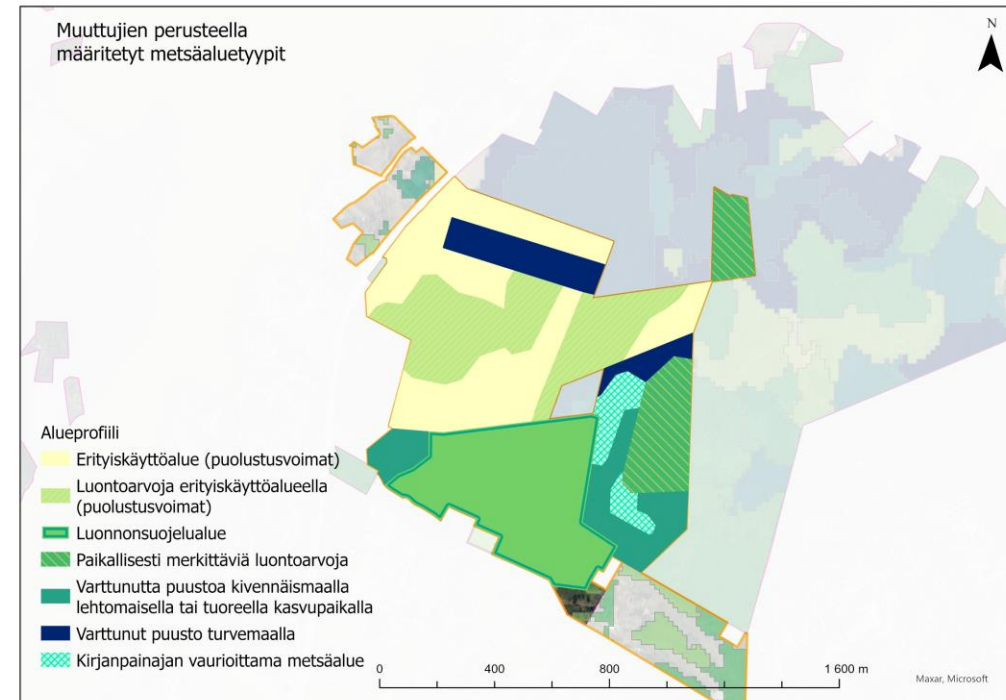 Muuttujien perusteella
määritetyt metsäaluetyypit
N
Alueprofiili
Erityiskäyttöalue (puolustusvoimat)
Luontoarvoja erityiskäyttöalueella
(puolustusvoimat)
Luonnonsuojelualue
Paikallisesti merkittäviä luontoarvoja
Varttunutta puustoa kivennäismaalla
lehtomaisella tai tuoreella kasvupaikalla
Varttunut puusto turvemaalla
Kirjanpainajan vaurioittama metsäalue
0 400 800 1 600 m
Maxar, Microsoft